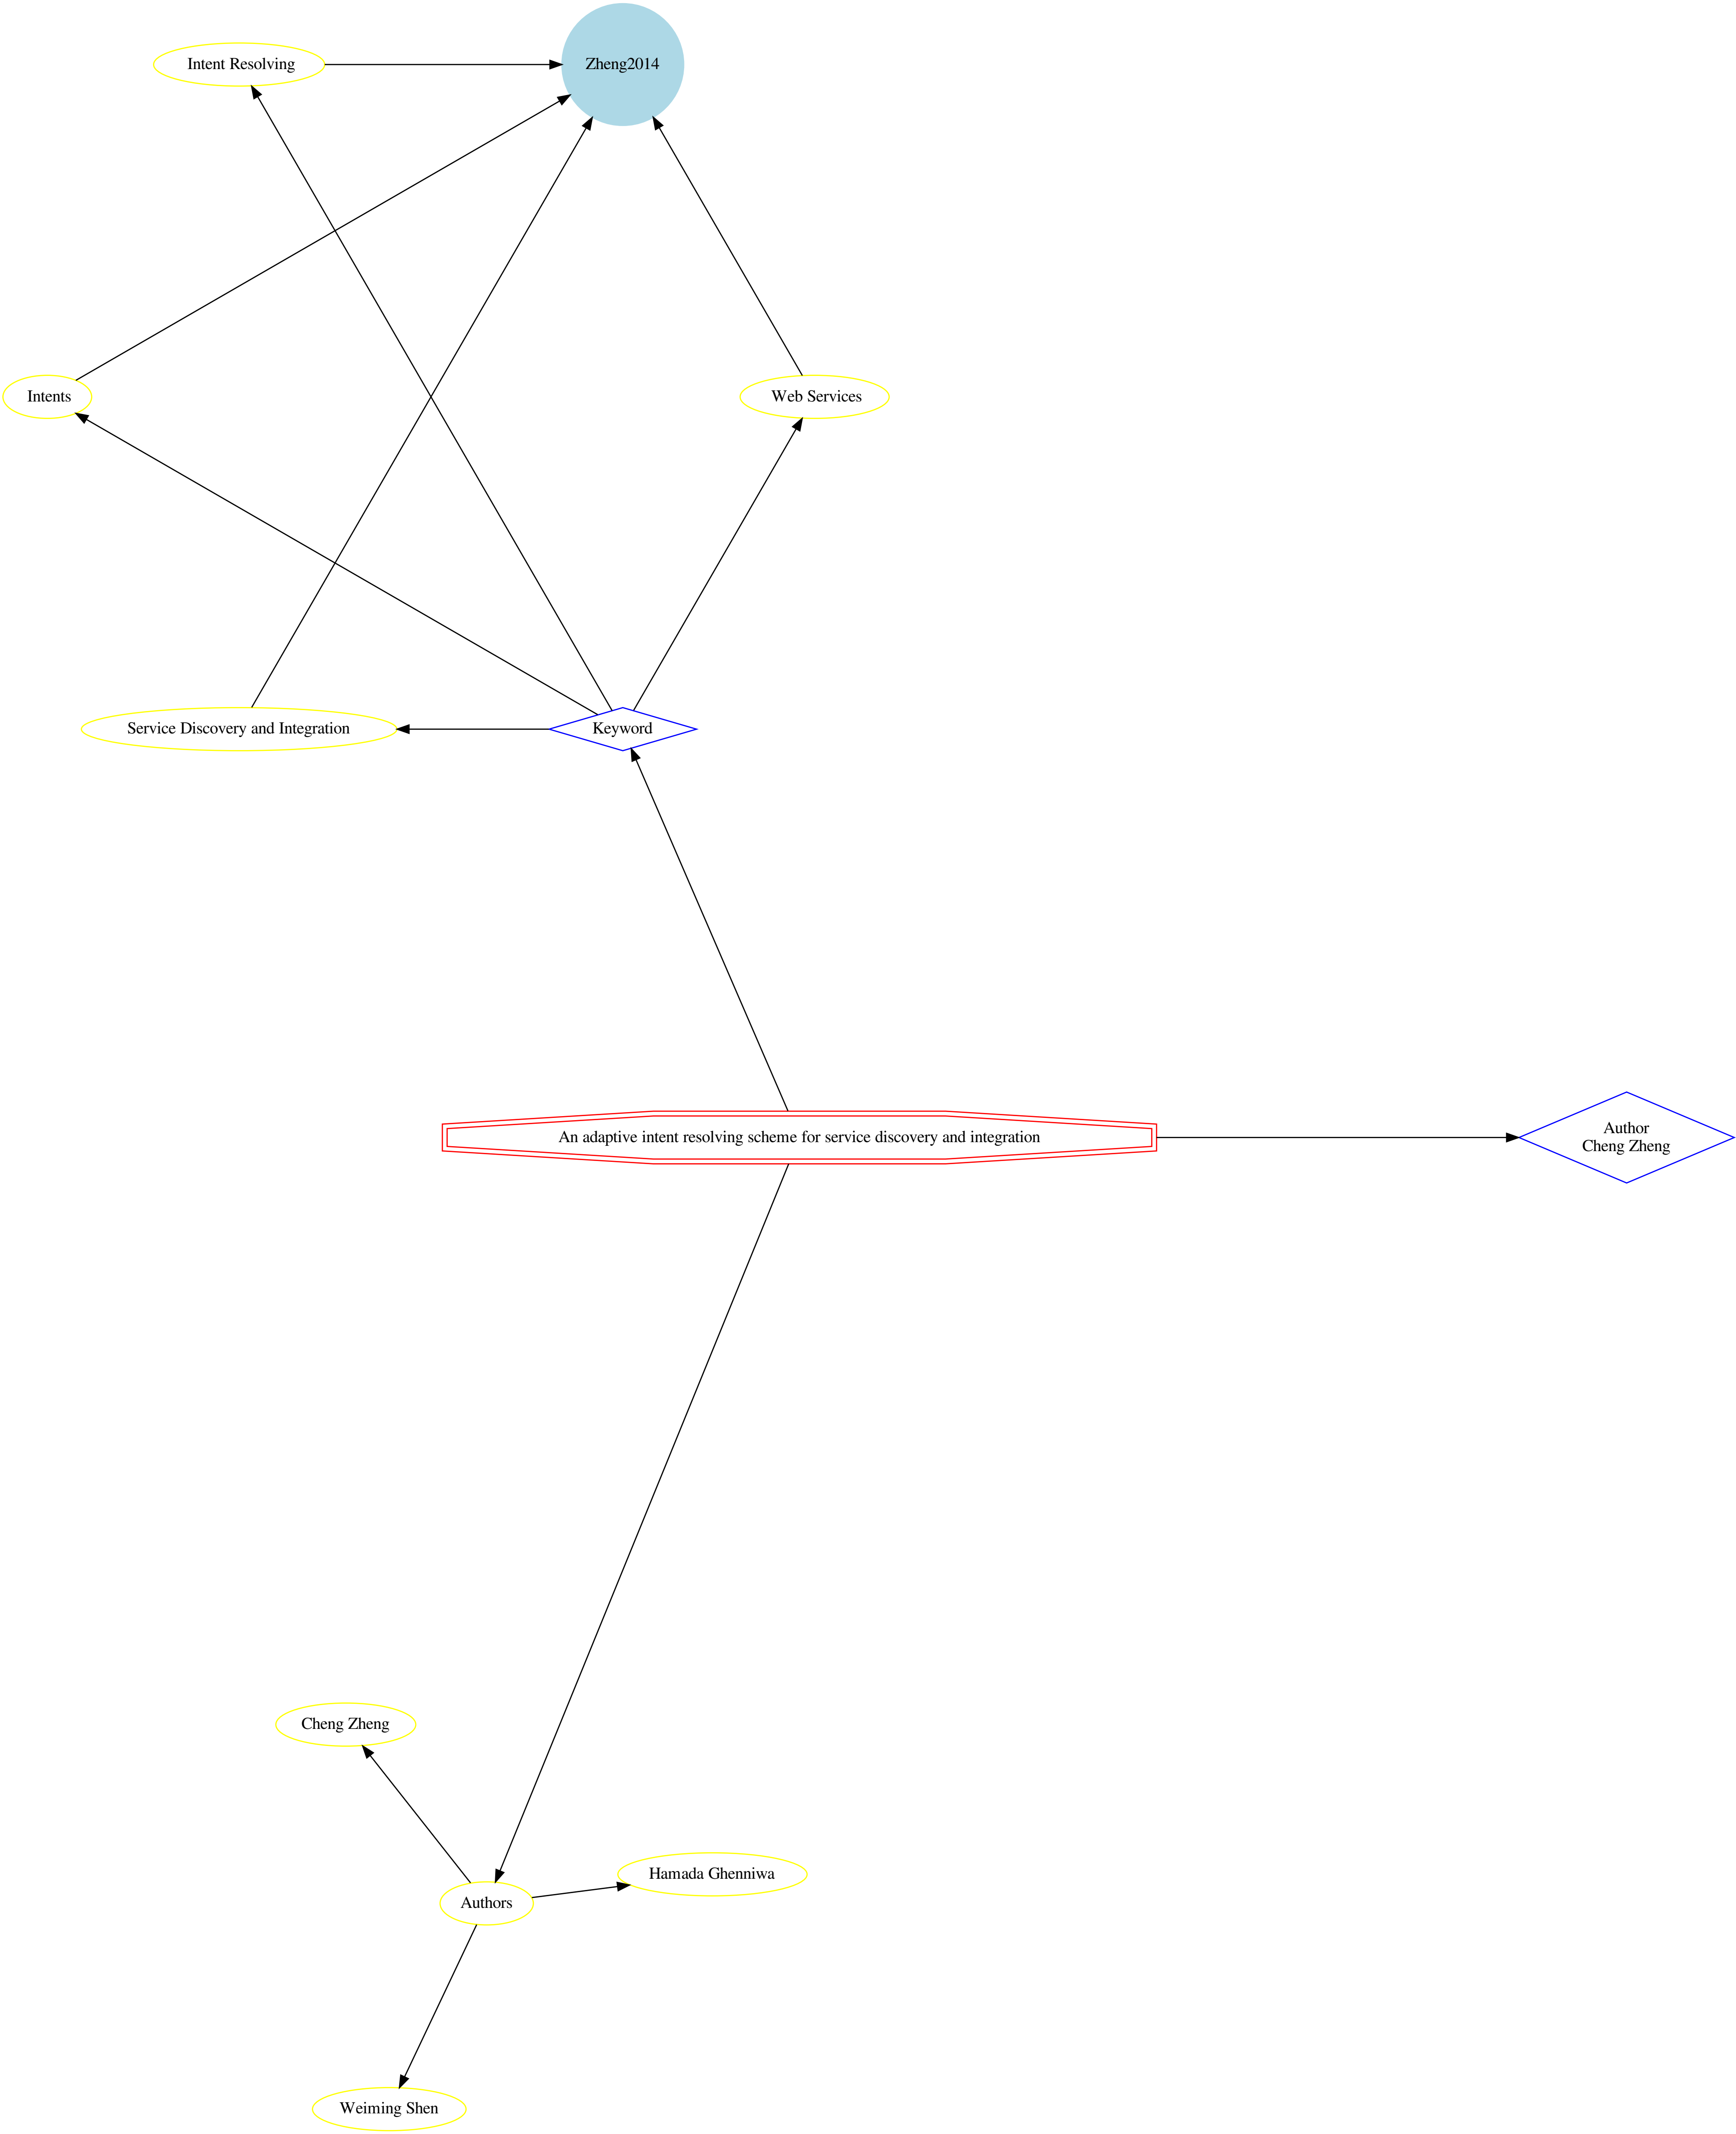 Intent Resolving
Zheng2014
Intents
Web Services
Service Discovery and Integration
Keyword
An adaptive intent resolving scheme for service discovery and integration
Author
Cheng Zheng
Cheng Zheng
Hamada Ghenniwa
Authors
Weiming Shen